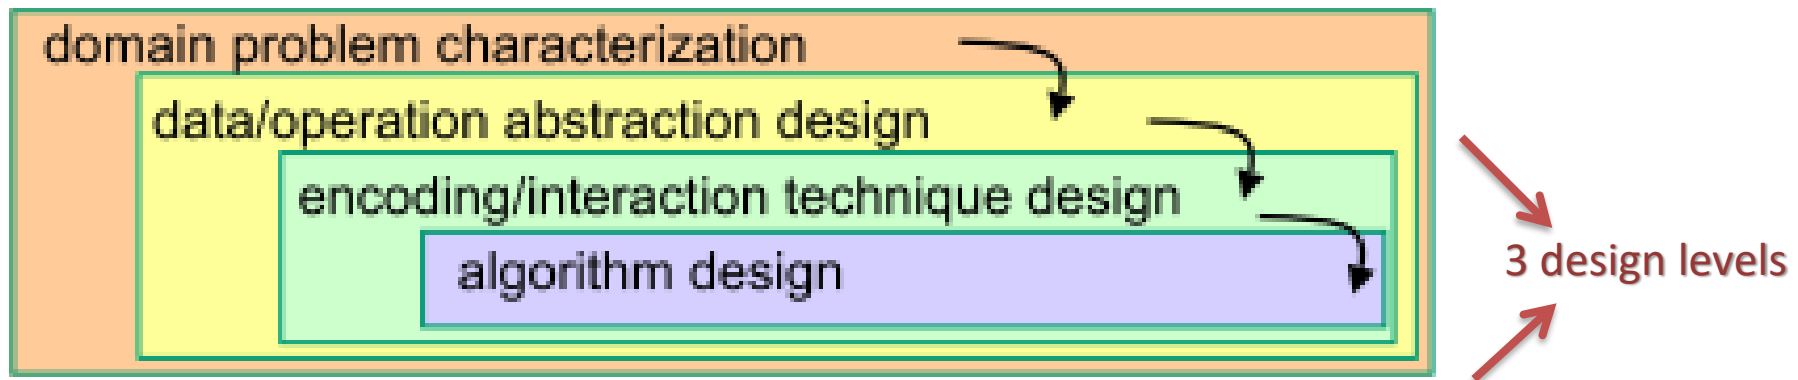 domain problem characterization
data/operation abstraction design
encoding/interaction technique design
algorithm design
3 design levels